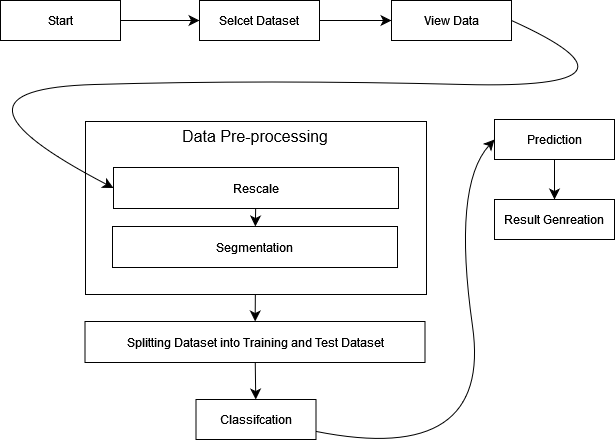 Start
Selcet Dataset
View Data
Data Pre-processing
Rescale
Segmentation
Splitting Dataset into Training and Test Dataset
Classifcation
Prediction
Result Genreation